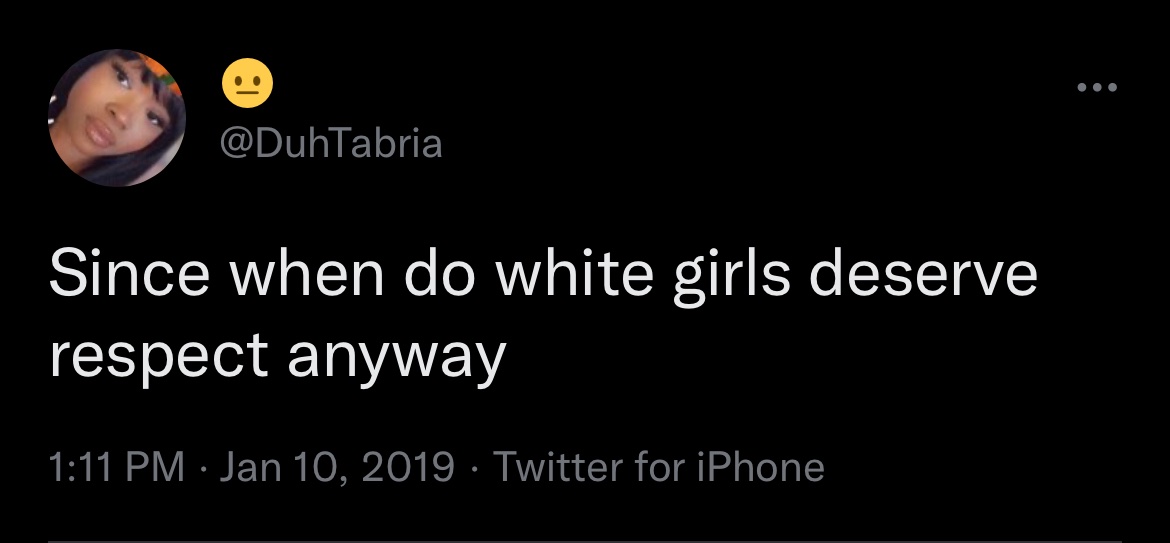 😐
@DuhTabria
Since when do white girls deserve
respect anyway
1:11 PM · Jan 10, 2019 · Twitter for iPhone